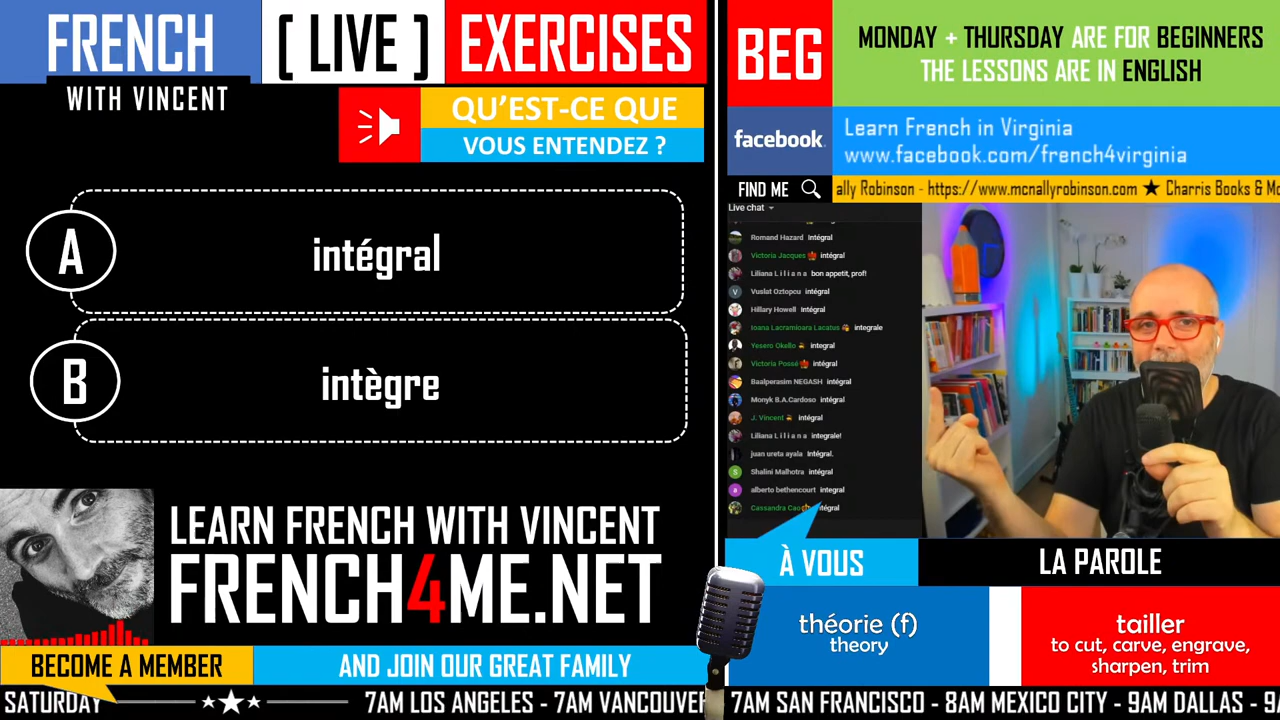 FRENCH
WITH VINCENT
[ LIVE ]
EXERCISES
QU’EST-CE QUE
VOUS ENTENDEZ ?
A
intégral
B
intègre
LEARN FRENCH WITH VINCENT
FRENCH4ME.NET
BECOME A MEMBER
AND JOIN OUR GREAT FAMILY
BEG
MONDAY + THURSDAY ARE FOR BEGINNERS
THE LESSONS ARE IN ENGLISH
facebook
Learn French in Virginia
www.facebook.com/french4virginia
FIND ME
ally Robinson - https://www.mcnallyrobinson.com ★ Charris Books & Mo
Live chat
Romand Hazard Intégral
Victoria Jacques intégral
Liliana L i l i a n a bon appetit, prof!
Vuslat Oztopcu intégral
Hillary Howell Intégral
Ioana Lacramioara Lacatus integrale
Yesero Okello integral
Victoria Possé intégral
Baalperasim NEGASH intégral
Monyk B.A.Cardoso intégral
J. Vincent intégral
Liliana L i l i a n a integrale!
juan ureta ayala Intégral.
S Shalini Malhotra intégral
a alberto bethencourt integral
Cassandra
À VOUS
LA PAROLE
théorie (f)
theory
tailler
to cut, carve, engrave,
sharpen, trim
SATURDAY ★ 7AM LOS ANGELES - 7AM VANCOUVER
7AM SAN FRANCISCO - 8AM MEXICO CITY - 9AM DALLAS - 9